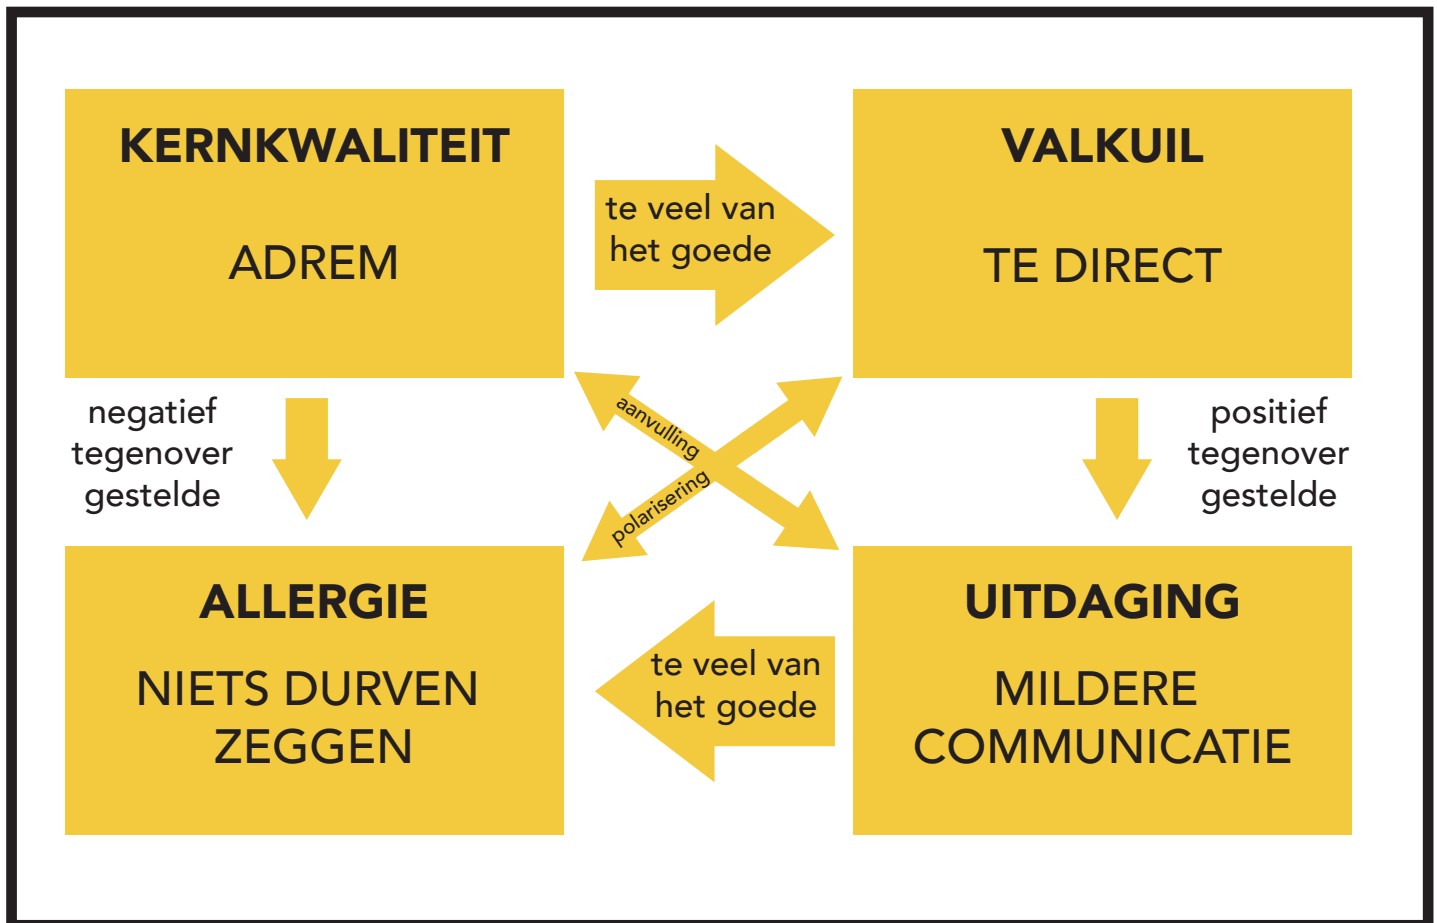 KERNKWALITEIT
ADREM
te veel van
het goede
VALKUIL
TE DIRECT
negatief
tegenover
gestelde
aanvulling
polarisering
positief
tegenover
gestelde
ALLERGIE
NIETS DURVEN
ZEGGEN
te veel van
het goede
UITDAGING
MILDERE
COMMUNICATIE